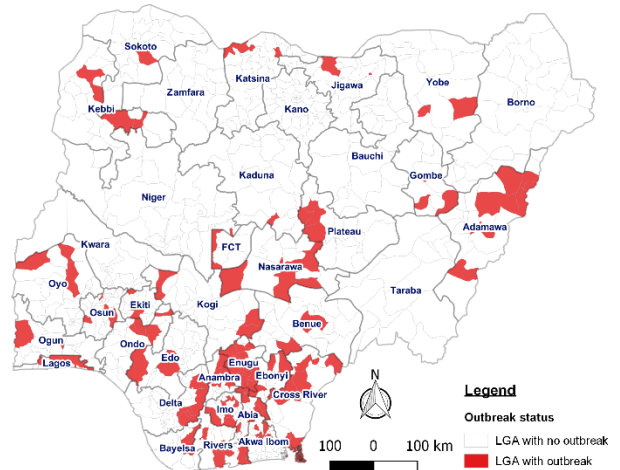 Sokoto
Katsina
Jigawa
Yobe
Borno
Zamfara
Kano
Kebbi
Bauchi
Gombe
Kaduna
Niger
Adamawa
Plateau
FCT
Kwara
Nasarawa
Taraba
Oyo
Kogi
Ekiti
Osun
Benue
Ogun
Ondo
Edo
Lagos
Enugu
Anambra
Ebonyi
Cross River
Delta
Imo
Abia
Bayelsa
Rivers
Akwa Ibom
N
100 0 100 km
Legend
Outbreak status
LGA with no outbreak
LGA with outbreak